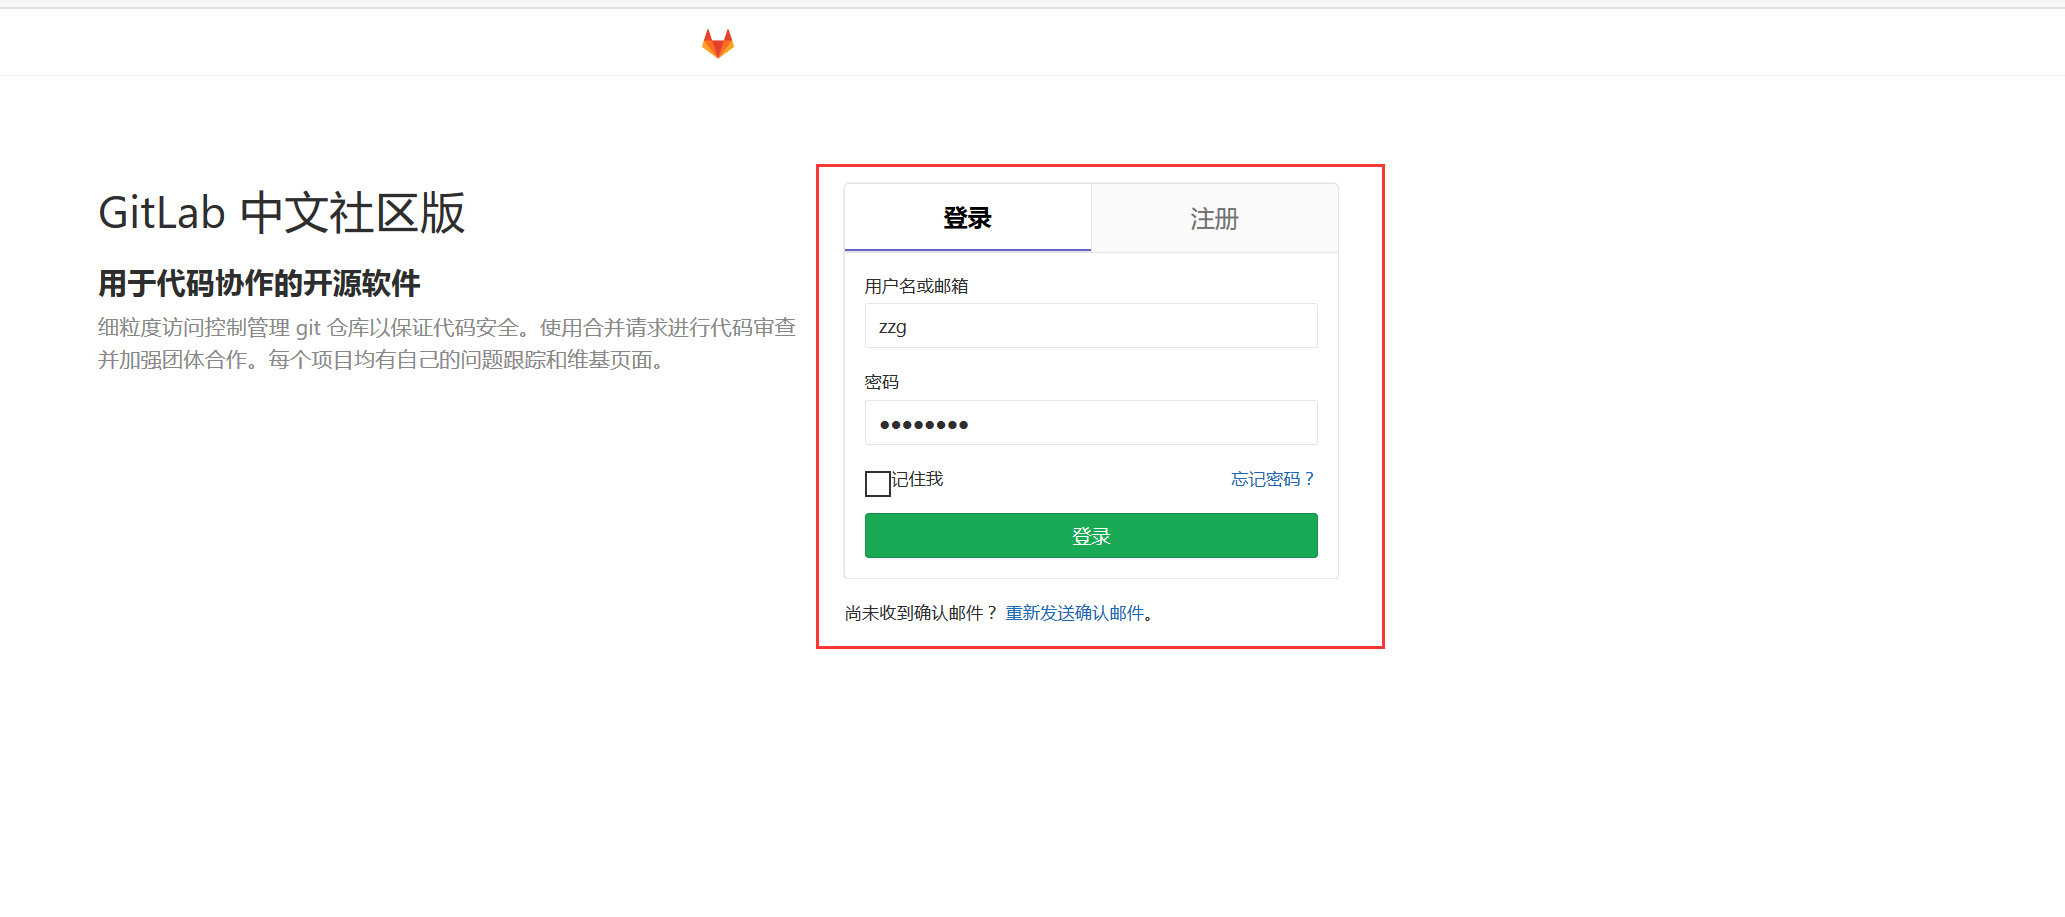 GitLab 中文社区版
用于代码协作的开源软件
细粒度访问控制管理 git 仓库以保证代码安全。使用合并请求进行代码审查
并加强团体合作。每个项目均有自己的问题跟踪和维基页面。
登录 注册
用户名或邮箱
zzg
密码
••••••••
记住我 忘记密码？
登录
尚未收到确认邮件？ 重新发送确认邮件。